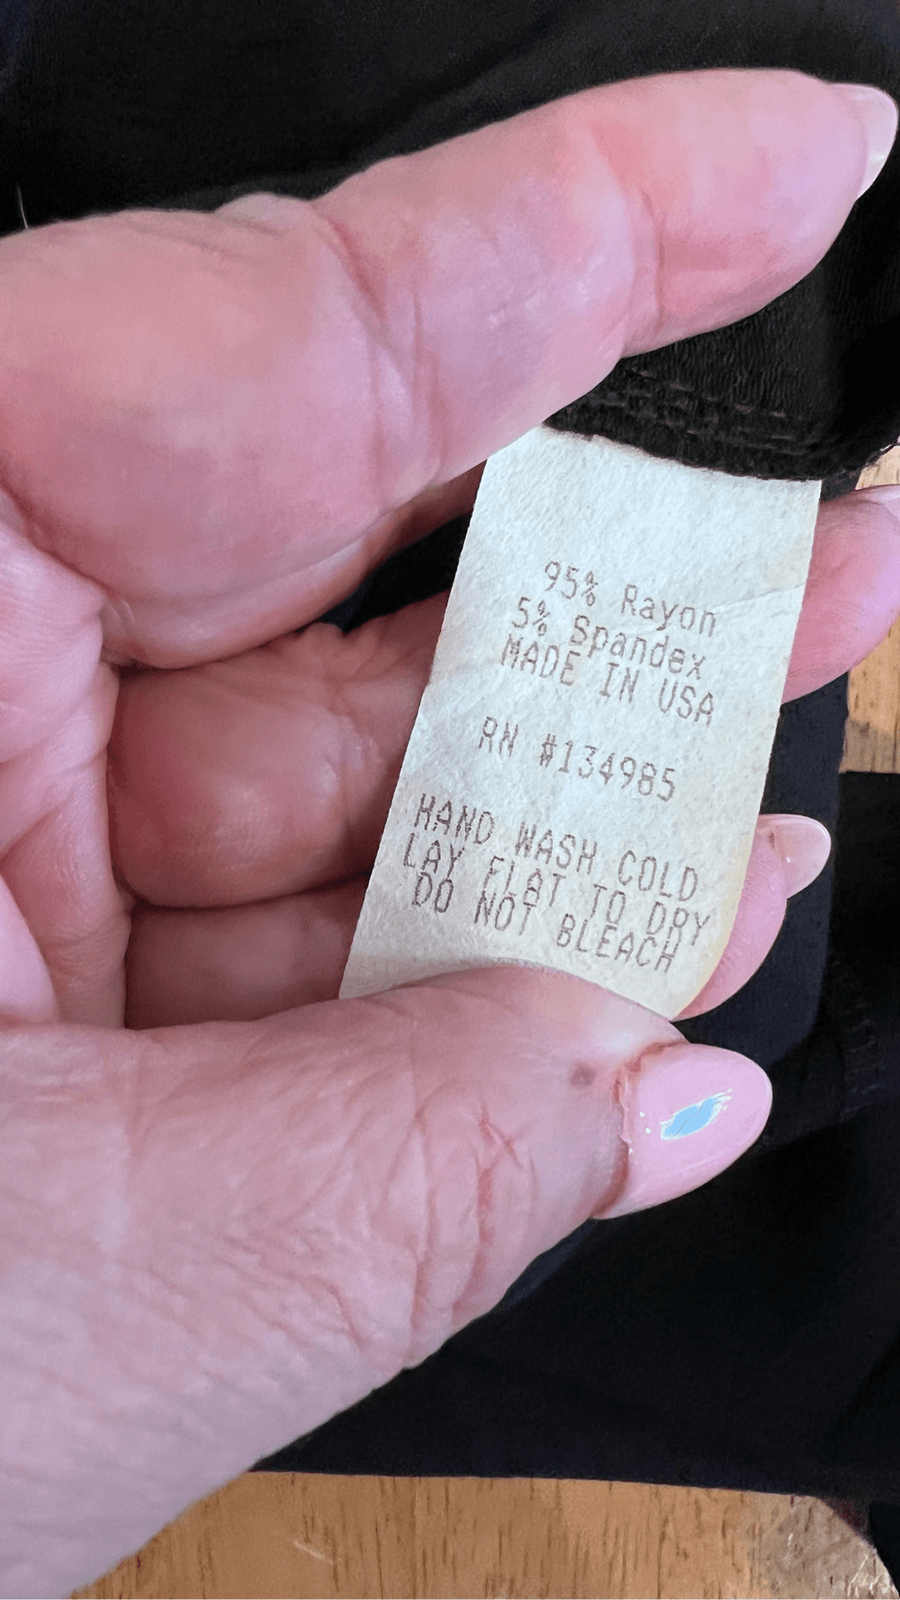 95% Rayon
5% Spandex
MADE IN USA
RN #134985
HAND WASH COLD
LAY FLAT TO DRY
DO NOT BLEACH